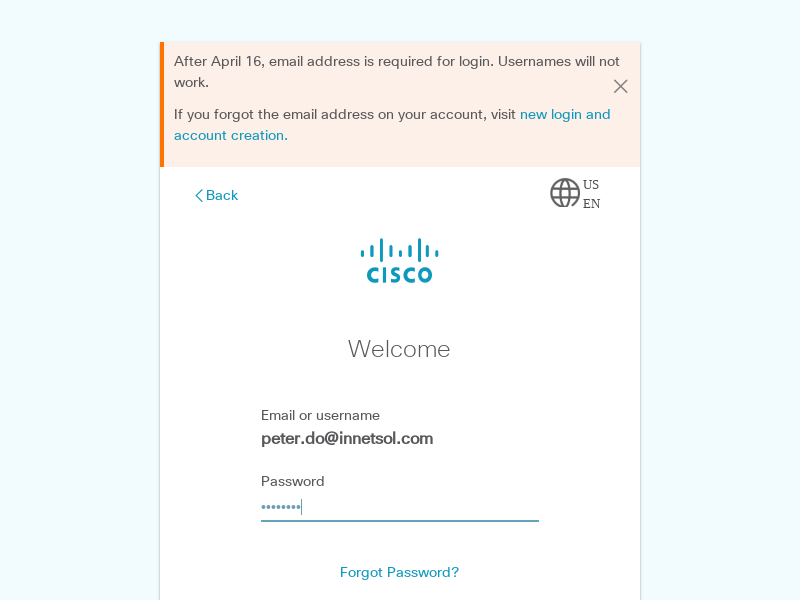 After April 16, email address is required for login. Usernames will not
work.
If you forgot the email address on your account, visit new login and
account creation.
Back
US
EN
CISCO
Welcome
Email or username
peter.do@innetsol.com
Password
••••••••
Forgot Password?